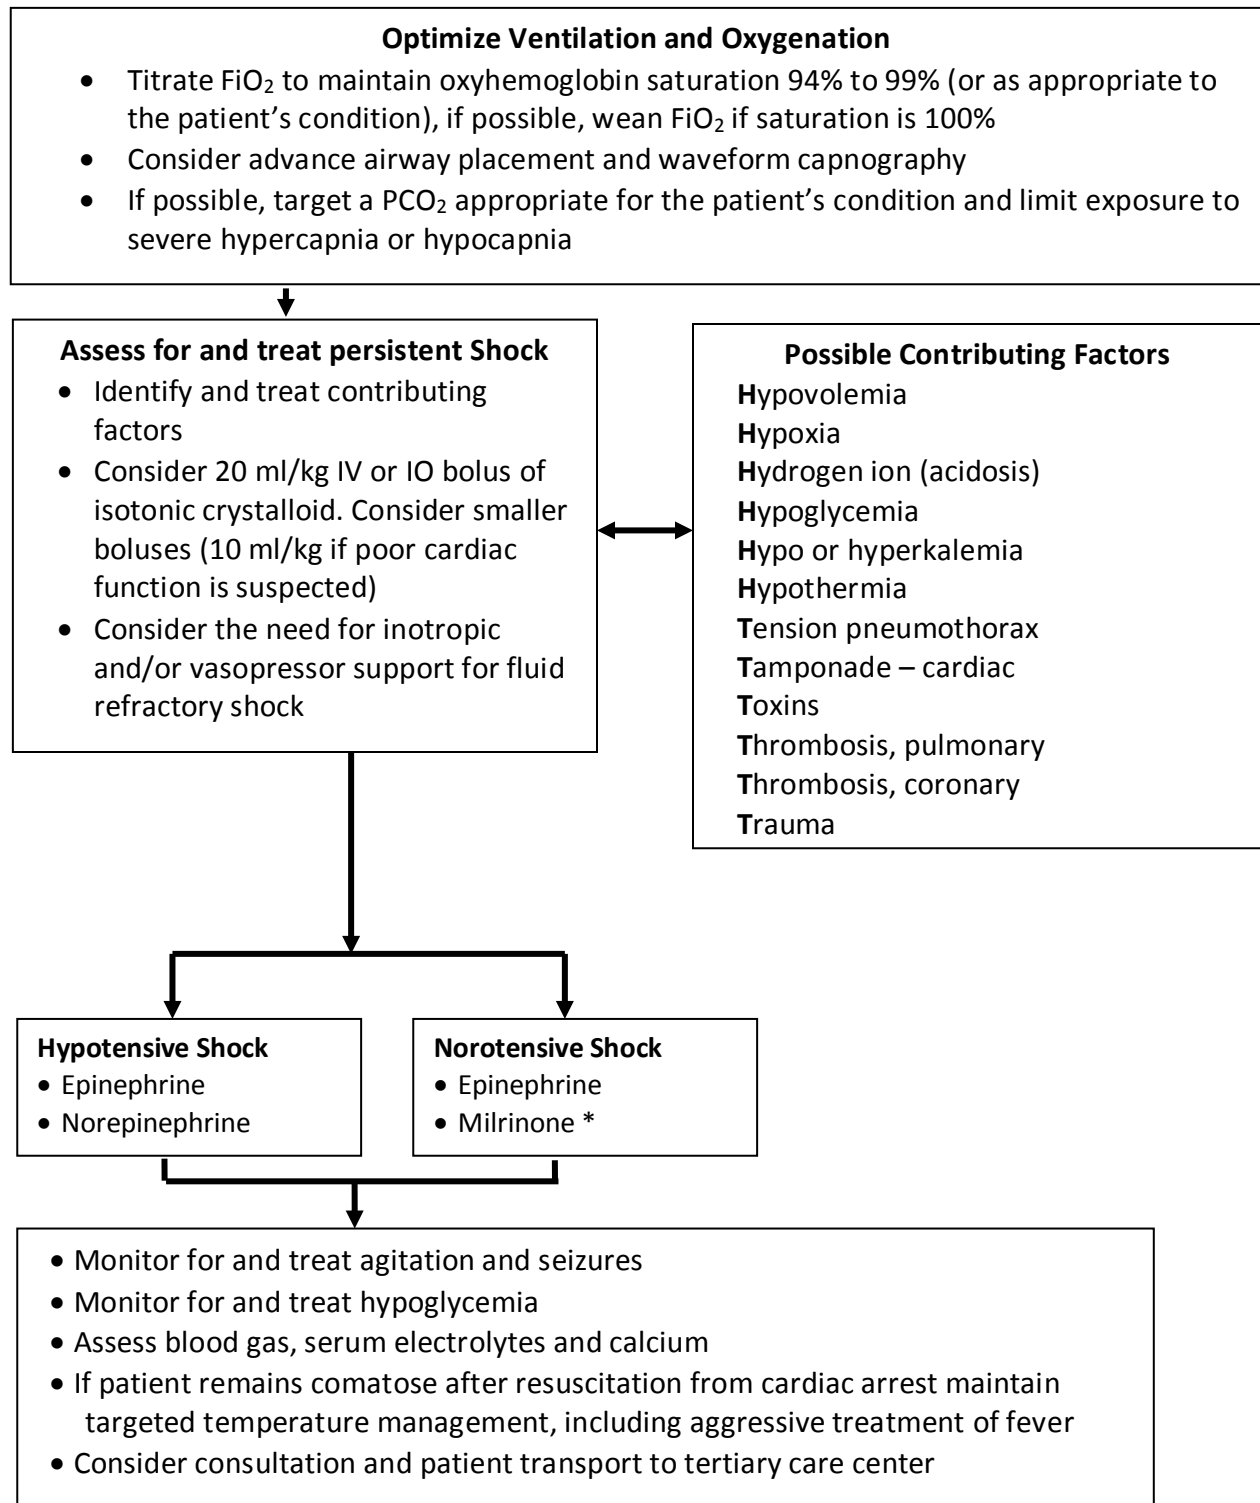 Optimize Ventilation and Oxygenation
• Titrate FiO₂ to maintain oxyhemoglobin saturation 94% to 99% (or as appropriate to
the patient’s condition), if possible, wean FiO₂ if saturation is 100%
• Consider advance airway placement and waveform capnography
• If possible, target a PCO₂ appropriate for the patient’s condition and limit exposure to
severe hypercapnia or hypocapnia
Assess for and treat persistent Shock
• Identify and treat contributing
factors
• Consider 20 ml/kg IV or IO bolus of
isotonic crystalloid. Consider smaller
boluses (10 ml/kg if poor cardiac
function is suspected)
• Consider the need for inotropic
and/or vasopressor support for fluid
refractory shock
Possible Contributing Factors
Hypovolemia
Hypoxia
Hydrogen ion (acidosis)
Hypoglycemia
Hypo or hyperkalemia
Hypothermia
Tension pneumothorax
Tamponade – cardiac
Toxins
Thrombosis, pulmonary
Thrombosis, coronary
Trauma
Hypotensive Shock
• Epinephrine
• Norepinephrine
Norotensive Shock
• Epinephrine
• Milrinone *
• Monitor for and treat agitation and seizures
• Monitor for and treat hypoglycemia
• Assess blood gas, serum electrolytes and calcium
• If patient remains comatose after resuscitation from cardiac arrest maintain
targeted temperature management, including aggressive treatment of fever
• Consider consultation and patient transport to tertiary care center